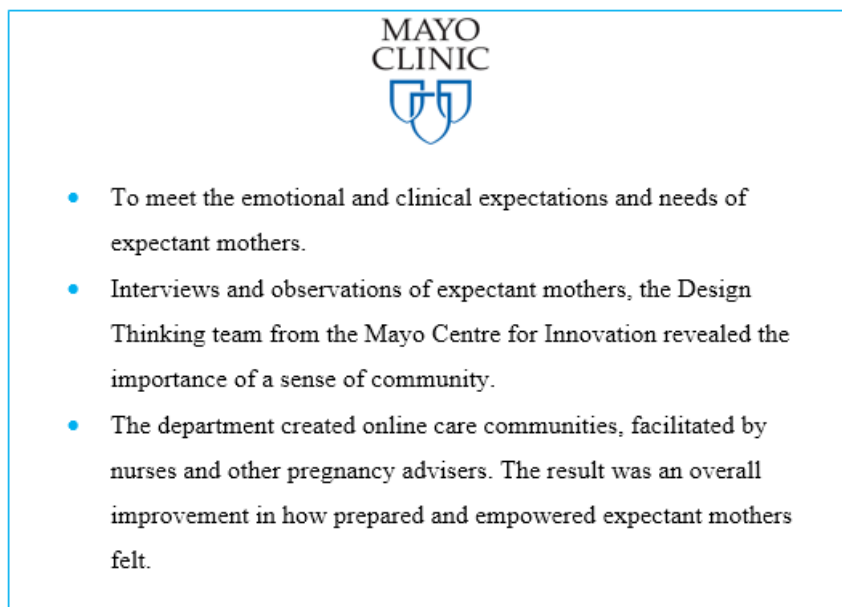 MAYO
CLINIC
• To meet the emotional and clinical expectations and needs of
expectant mothers.
• Interviews and observations of expectant mothers, the Design
Thinking team from the Mayo Centre for Innovation revealed the
importance of a sense of community.
• The department created online care communities, facilitated by
nurses and other pregnancy advisers. The result was an overall
improvement in how prepared and empowered expectant mothers
felt.